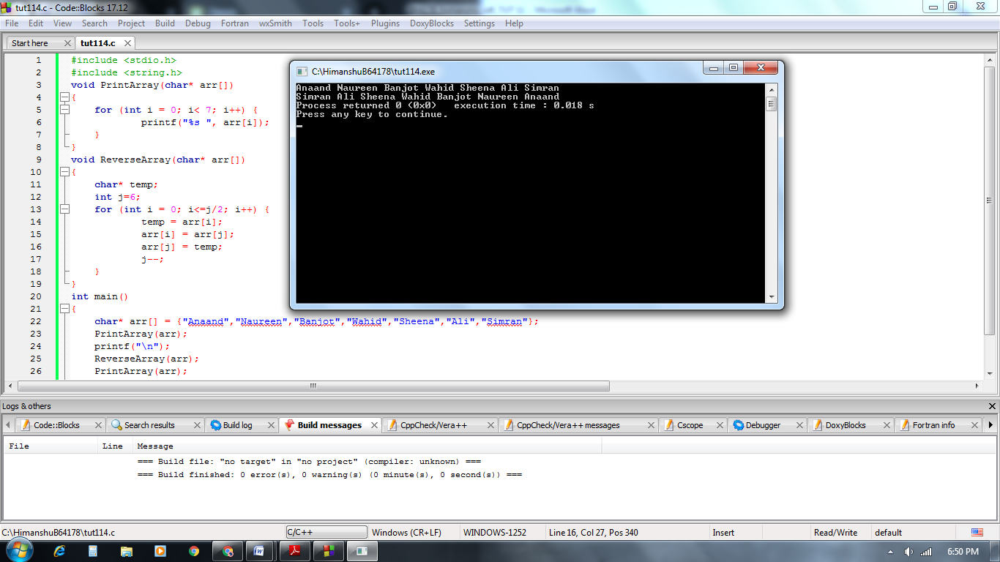 tut114.c - Code::Blocks 17.12
File Edit View Search Project Build Debug Fortran wxSmith Tools Tools+ Plugins DoxyBlocks Settings Help
Start here tut114.c
1 #include <stdio.h>
2 #include <string.h>
3 void PrintArray(char* arr[])
4 {
5 for (int i = 0; i< 7; i++) {
6 printf("%s ", arr[i]);
7 }
8 }
9 void ReverseArray(char* arr[])
10 {
11 char* temp;
12 int j=6;
13 for (int i = 0; i<=j/2; i++) {
14 temp = arr[i];
15 arr[i] = arr[j];
16 arr[j] = temp;
17 j--;
18 }
19 }
20 int main()
21 {
22 char* arr[] = {"Anaand","Naureen","Banjot","Wahid","Sheena","Ali","Simran"};
23 PrintArray(arr);
24 printf("\n");
25 ReverseArray(arr);
26 PrintArray(arr);
C:\HimanshuB64178\tut114.exe
Anaand Naureen Banjot Wahid Sheena Ali Simran
Simran Ali Sheena Wahid Banjot Naureen Anaand
Process returned 0 (0x0) execution time : 0.018 s
Press any key to continue.
Logs & others
Code::Blocks Search results Build log Build messages CppCheck/Vera++ CppCheck/Vera++ messages Cscope Debugger DoxyBlocks Fortran info
File Line Message
=== Build file: "no target" in "no project" (compiler: unknown) ===
=== Build finished: 0 error(s), 0 warning(s) (0 minute(s), 0 second(s)) ===
C:\HimanshuB64178\tut114.c C/C++ Windows (CR+LF) WINDOWS-1252 Line 16, Col 27, Pos 340 Insert Read/Write default
6:50 PM